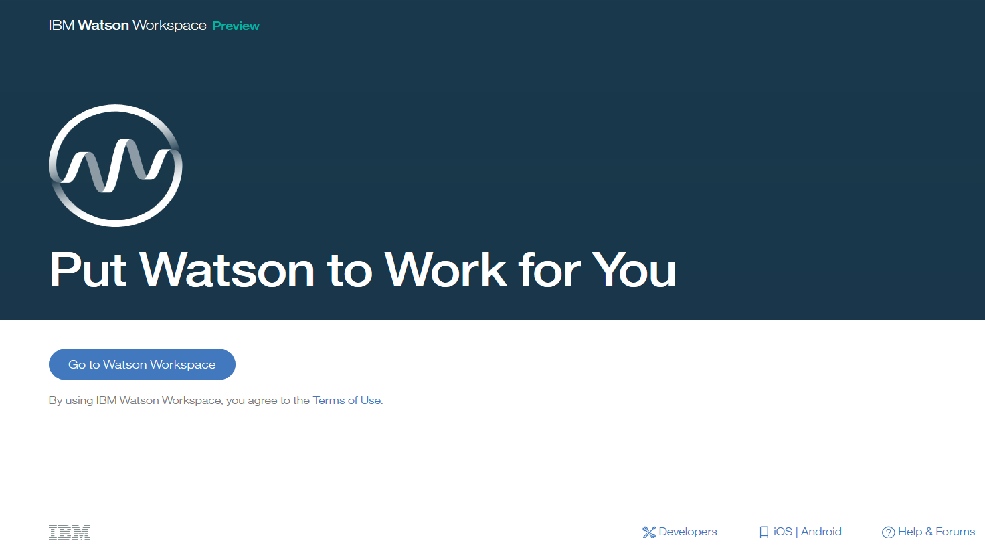 IBM Watson Workspace Preview
Put Watson to Work for You
Go to Watson Workspace
By using IBM Watson Workspace, you agree to the Terms of Use.
IBM
Developers
iOS | Android
Help & Forums